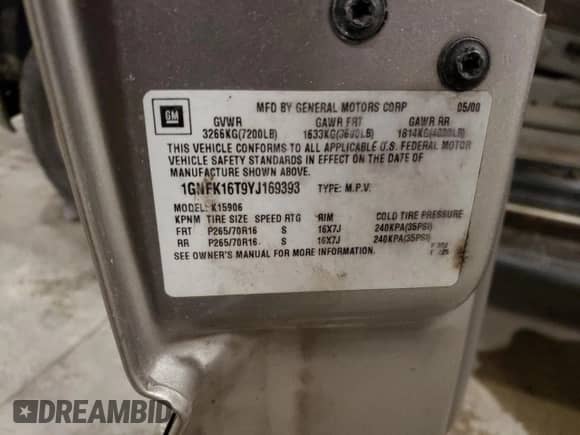 GM
MFD BY GENERAL MOTORS CORP 05/00
GVWR GAWR FRT GAWR RR
3266KG(7200LB) 1633KG(3600LB) 1814KG(4000LB)
THIS VEHICLE CONFORMS TO ALL APPLICABLE U.S. FEDERAL MOTOR
VEHICLE SAFETY STANDARDS IN EFFECT ON THE DATE OF
MANUFACTURE SHOWN ABOVE.
1GNFK16T9YJ169393 TYPE: M.P.V.
MODEL: K15906
KPNM TIRE SIZE SPEED RTG RIM COLD TIRE PRESSURE
FRT P265/70R16 S 16X7J 240KPA(35PSI)
RR P265/70R16 S 16X7J 240KPA(35PSI)
SEE OWNER'S MANUAL FOR MORE INFORMATION.
DREAMBID